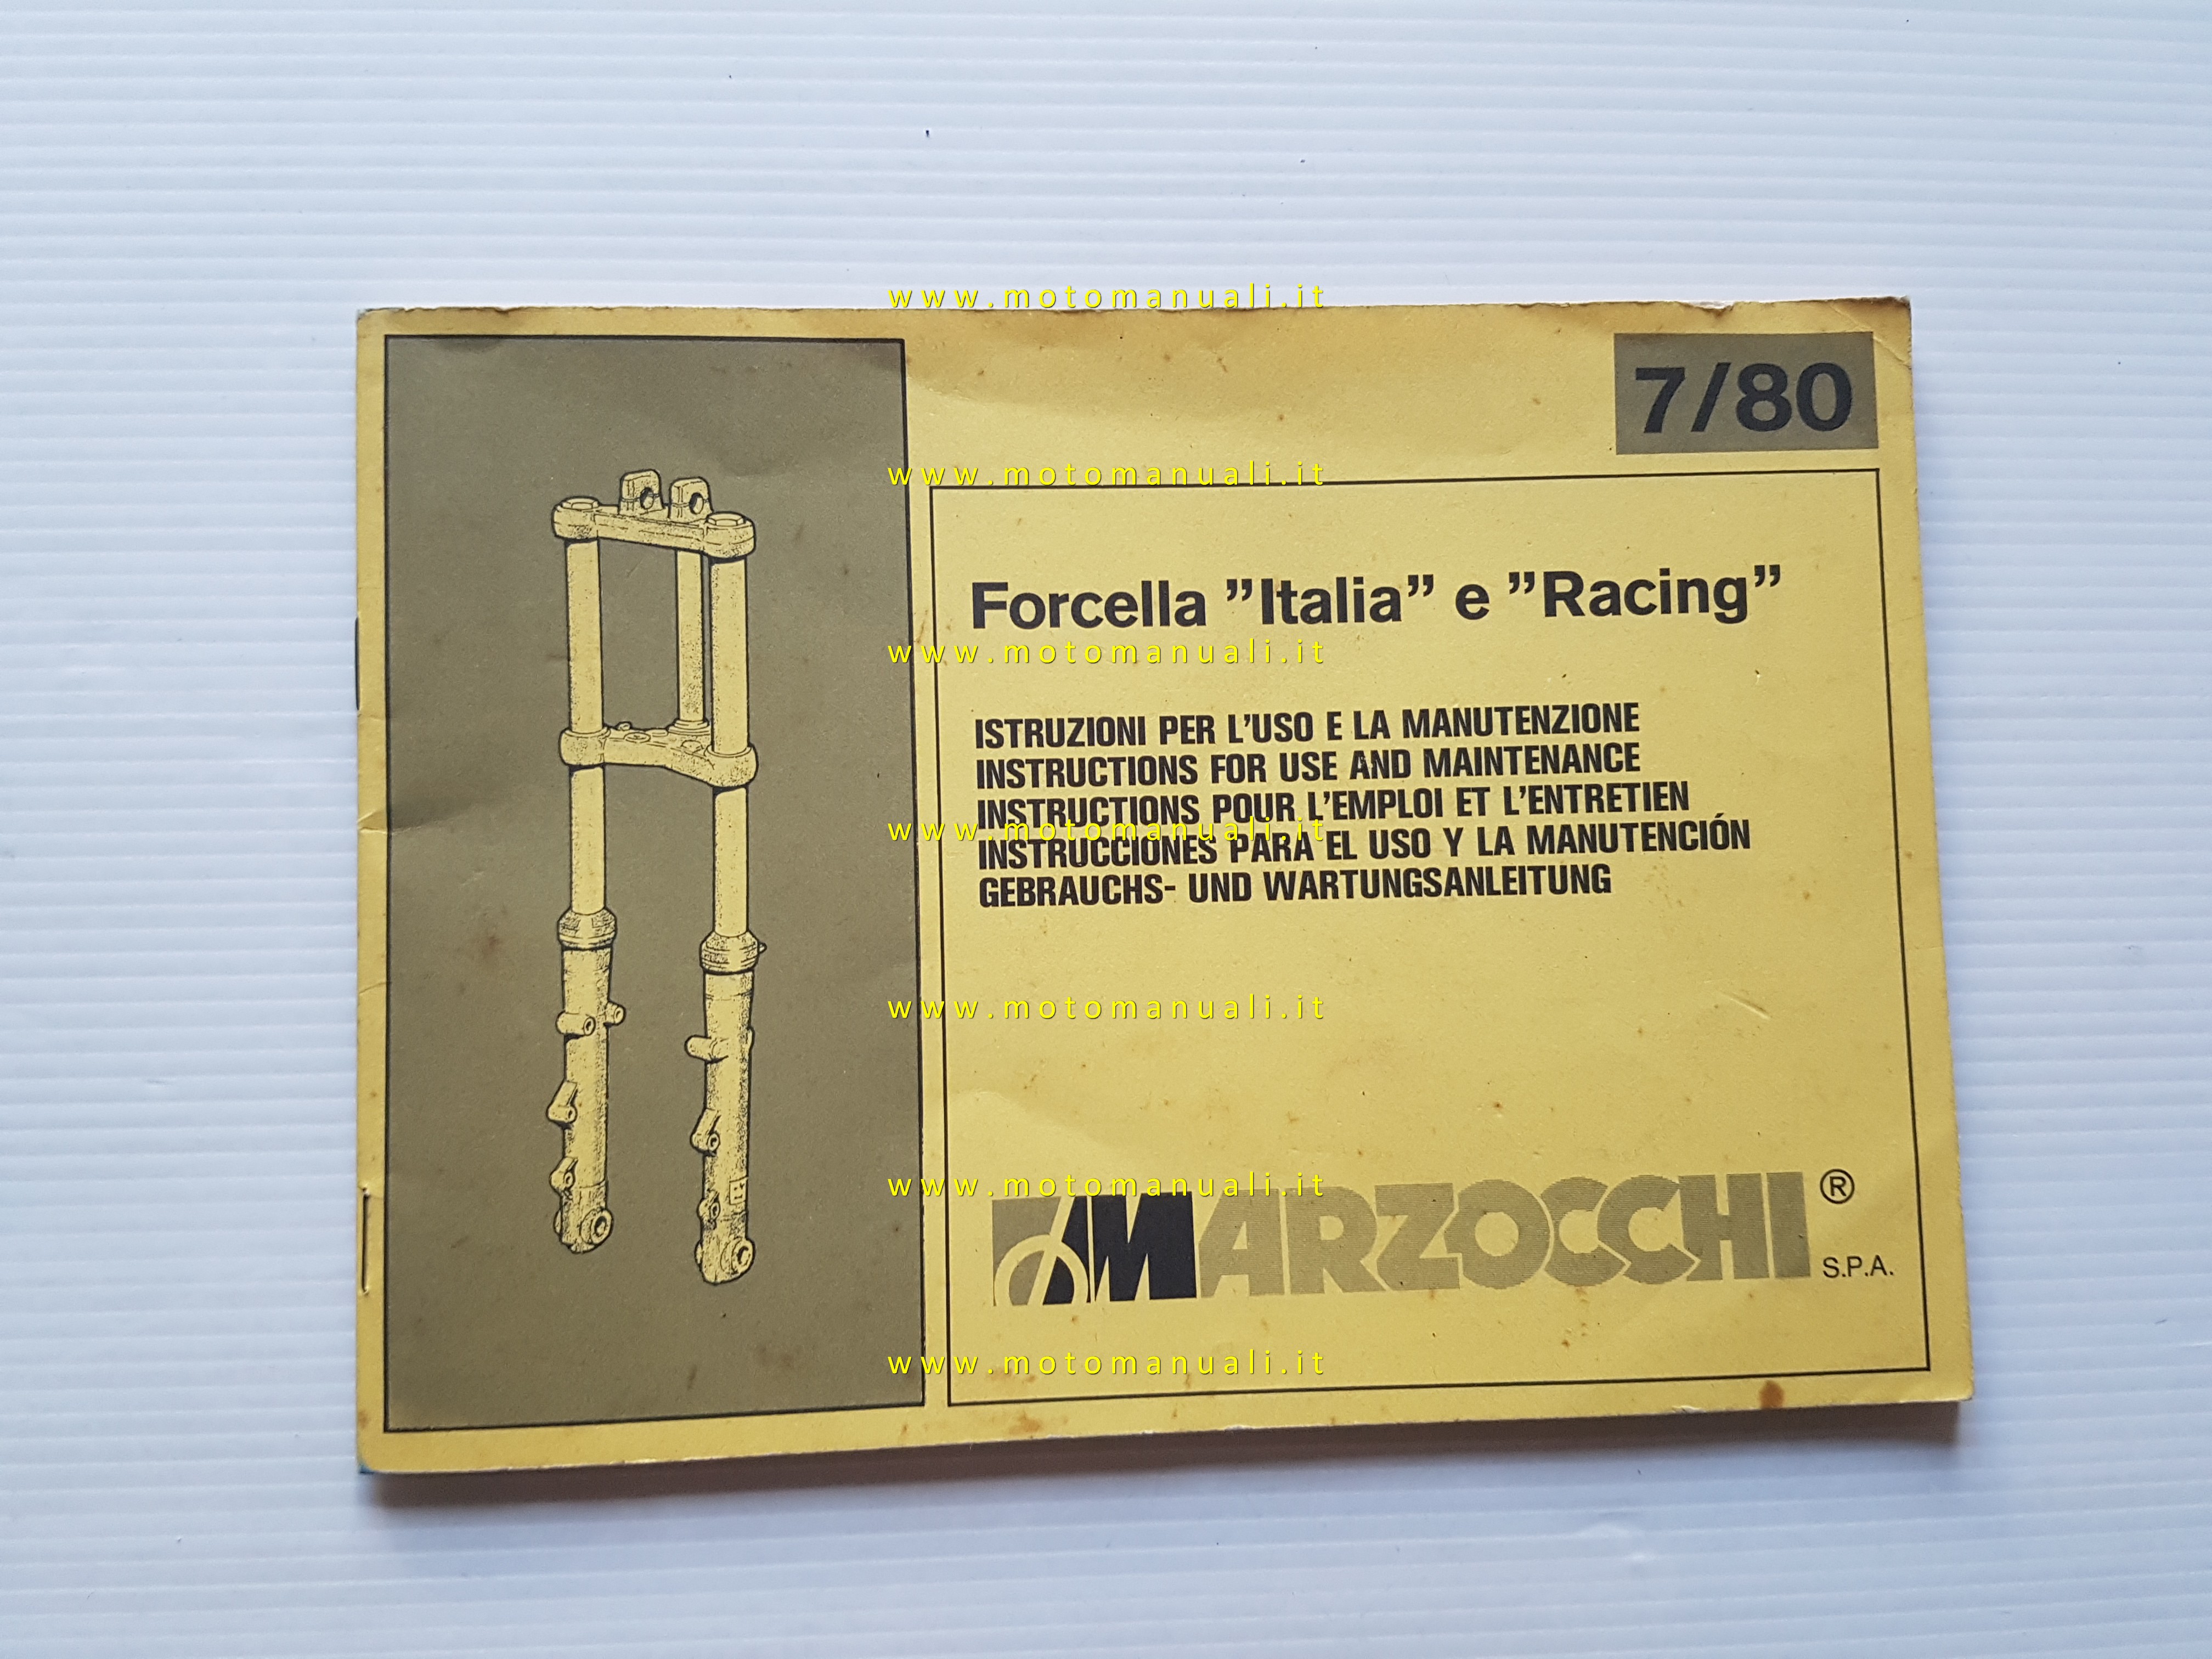 7/80
Forcella ”Italia” e ”Racing”
ISTRUZIONI PER L’USO E LA MANUTENZIONE
INSTRUCTIONS FOR USE AND MAINTENANCE
INSTRUCTIONS POUR L’EMPLOI ET L’ENTRETIEN
INSTRUCCIONES PARA EL USO Y LA MANUTENCIÓN
GEBRAUCHS- UND WARTUNGSANLEITUNG
MARZOCCHI ®
S.P.A.
www.motomanuali.it
www.motomanuali.it
www.motomanuali.it
www.motomanuali.it
www.motomanuali.it
www.motomanuali.it
www.motomanuali.it